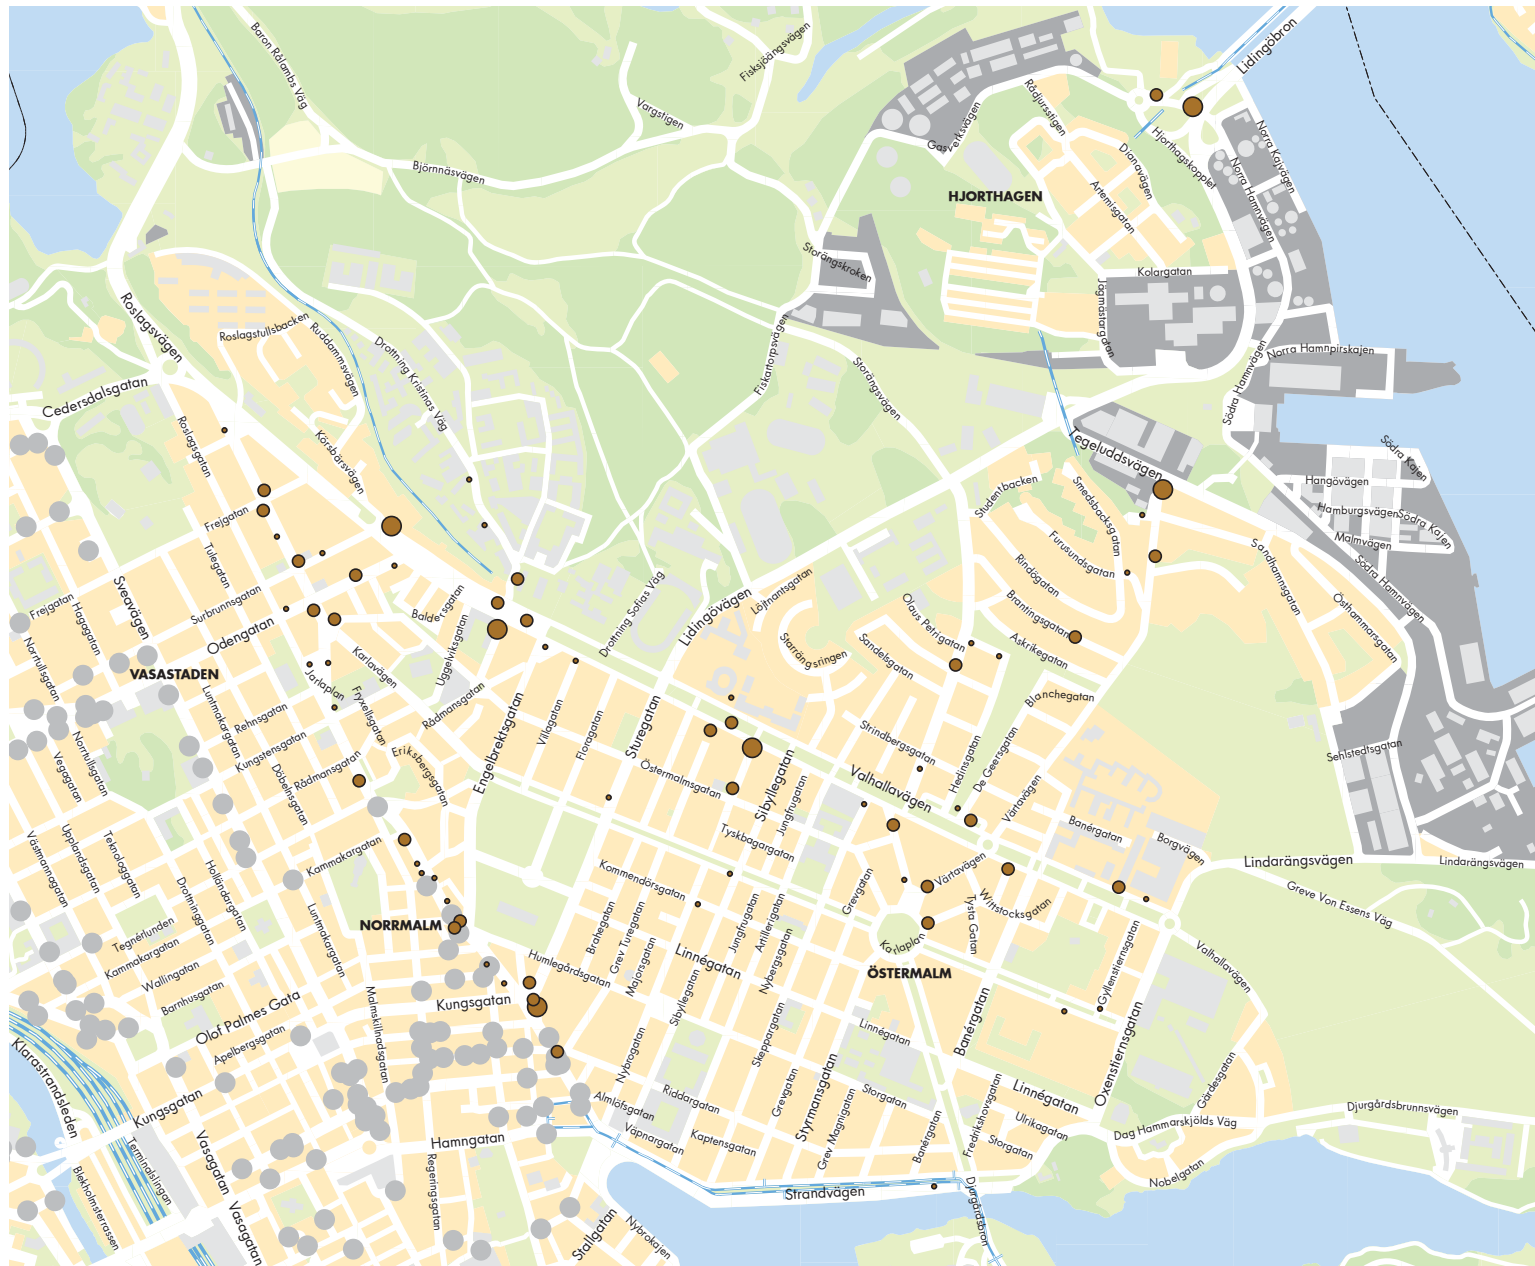 Baron Rålambs Väg
Fisksjöängsvägen
Lidingöbron
Vargstigen
Björnnäsvägen
Rådjursstigen
Dianavägen
Hjorthagskopplet
Norra Kajvägen
Norra Hamnvägen
Artemisgatan
HJORTHAGEN
Storängskroken
Kolargatan
Jägmästargatan
Roslagsvägen
Roslagstullsbacken
Ruddammsvägen
Drottning Kristinas Väg
Fiskartorpsvägen
Storängsvägen
Norra Hamnpirskajen
Södra Hamnvägen
Cedersdalsgatan
Roslagsgatan
Körsbärsvägen
Tegeluddsvägen
Södra Kajen
Hangövägen
Hamburgsvägen
Södra Kajen
Malmvägen
Studentbacken
Smedsbacksgatan
Furusundsgatan
Rindögatan
Brantingsgatan
Askrikegatan
Sandhamnsgatan
Södra Hamnvägen
Östhammarsgatan
Frejgatan
Tulegatan
Surbrunnsgatan
Odengatan
Sveavägen
Frejgatan
Hagagatan
Norrtullsgatan
VASASTADEN
Baldersgatan
Uggelviksgatan
Karlavägen
Jarlaplan
Fryxellsgatan
Rådmansgatan
Drottning Sofias Väg
Lidingövägen
Löjtnantsgatan
Starrängsringen
Sandelsgatan
Olaus Petrigatan
Blanchegatan
Strindbergsgatan
Hedinsgatan
De Geersgatan
Värtavägen
Sehlstedtsgatan
Luntmakargatan
Rehnsgatan
Kungstensgatan
Rådmansgatan
Döbelnsgatan
Eriksbergsgatan
Engelbrektsgatan
Villagatan
Floragatan
Sturegatan
Östermalmsgatan
Sibyllegatan
Jungfrugatan
Tyskbagargatan
Valhallavägen
Norrtullsgatan
Vegagatan
Västmannagatan
Upplandsgatan
Teknologgatan
Holländargatan
Drottninggatan
Kammakargatan
Luntmakargatan
Kommendörsgatan
Grevgatan
Värtavägen
Wittstocksgatan
Tysta Gatan
Banérgatan
Borgvägen
Lindarängsvägen
Lindarängsvägen
Greve Von Essens Väg
Valhallavägen
Gyllenstiernsgatan
Karlaplan
ÖSTERMALM
NORRMALM
Tegnérlunden
Kammakargatan
Wallingatan
Barnhusgatan
Olof Palmes Gata
Apelbergsgatan
Malmskillnadsgatan
Kungsgatan
Humlegårdsgatan
Brahegatan
Grev Turegatan
Majorsgatan
Linnégatan
Sibyllegatan
Jungfrugatan
Artillerigatan
Nybergsgatan
Skeppargatan
Linnégatan
Banérgatan
Oxenstiernsgatan
Linnégatan
Gärdesgatan
Klarastrandsleden
Kungsgatan
Hamngatan
Nybrogatan
Almlöfsgatan
Väpnargatan
Riddargatan
Kaptensgatan
Grevgatan
Styrmansgatan
Grev Magnigatan
Storgatan
Banérgatan
Fredrikshovsgatan
Ulrikagatan
Storgatan
Dag Hammarskjölds Väg
Djurgårdsbrunnsvägen
Nobelgatan
Strandvägen
Djurgårdsbron
Terminalslingan
Blekholmsterrassen
Vasagatan
Vasagatan
Regeringsgatan
Stallgatan
Nybrokajen